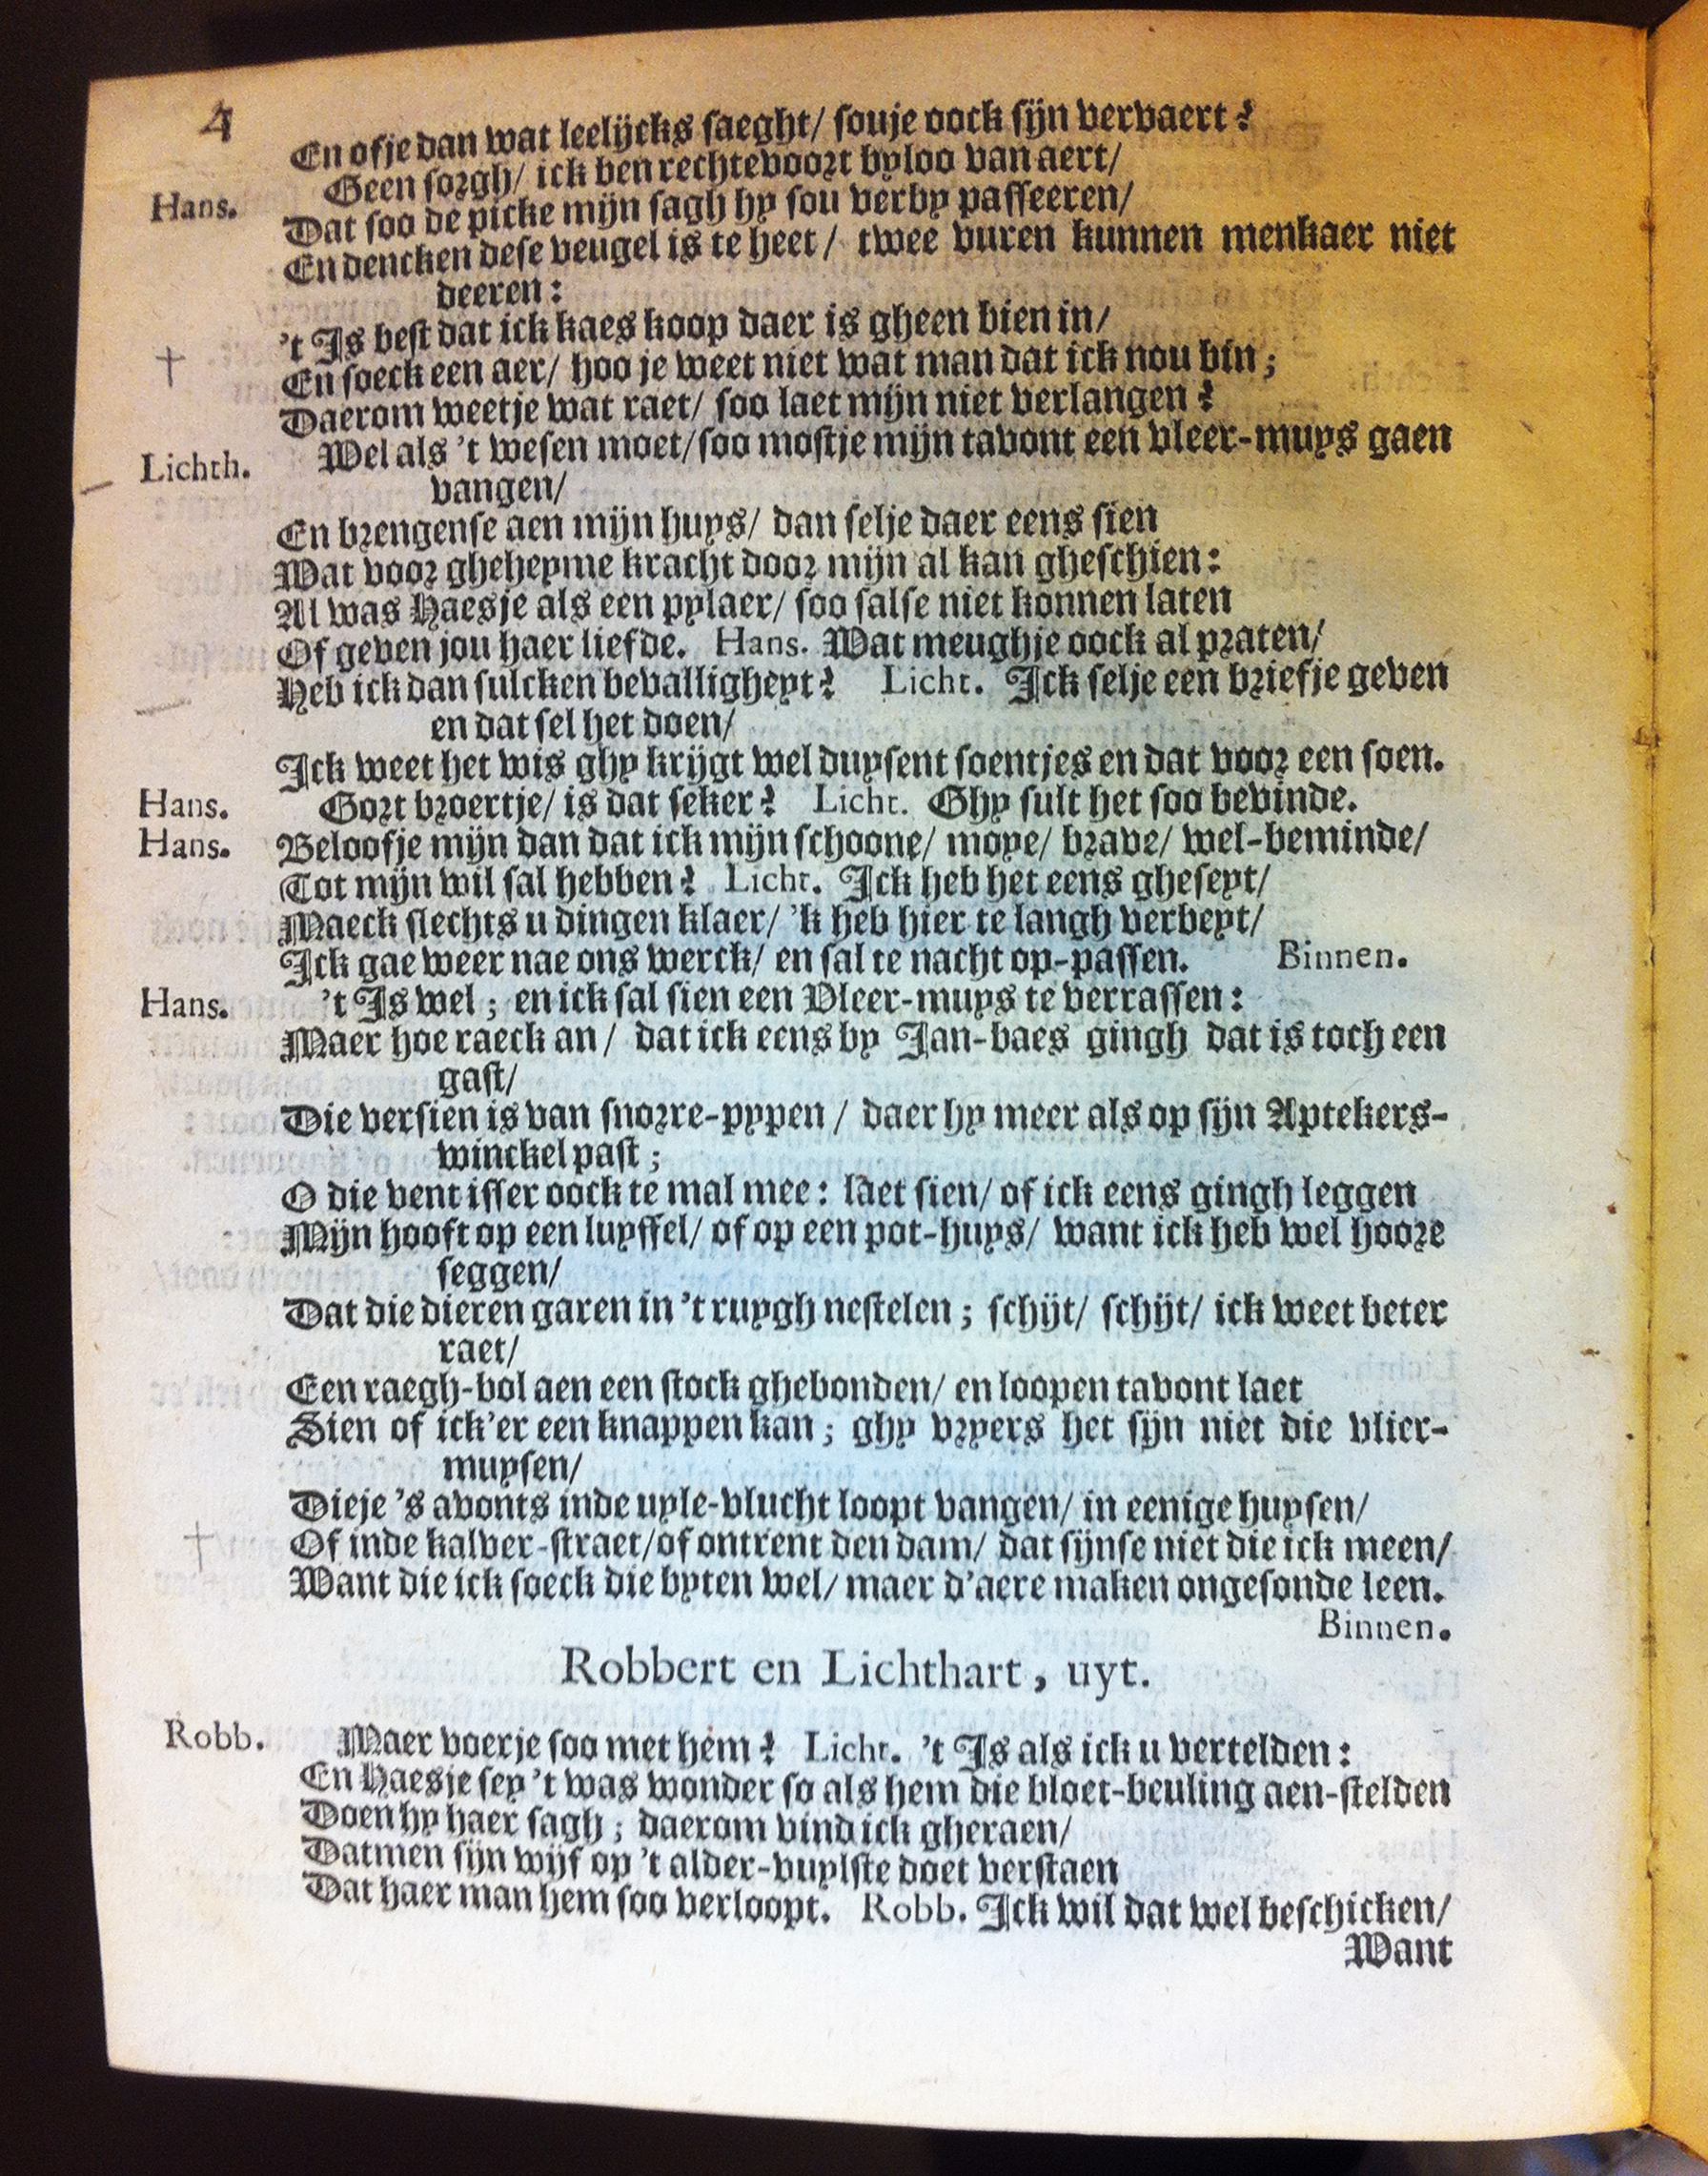 4
En ofje dan wat leelijcks saeght/ souje oock sijn vervaert?
Hans. Geen sorgh/ ick ben rechtevoort byloo van aert/
Dat soo de picke mijn sagh hy sou verby passeeren/
En dencken dese veugel is te heet/ twee vuren kunnen menkaer niet
deeren:
't Is best dat ick kaes koop daer is gheen bien in/
En soeck een aer/ hoo je weet niet wat man dat ick nou bin;
Daerom weetje wat raet/ soo laet mijn niet verlangen?
Lichth. Wel als 't wesen moet/ soo mostje mijn tavont een vleer-muys gaen
vangen/
En brengense aen mijn huys/ dan selje daer eens sien
Wat voor gheheyme kracht door mijn al kan gheschien:
Al was Haesje als een pylaer/ soo salse niet konnen laten
Of geven jou haer liefde. Hans. Wat meughje oock al praten/
Heb ick dan sulcken bevalligheyt? Licht. Ick selje een briefje geven
en dat sel het doen/
Ick weet het wis ghy krijgt wel duysent soentjes en dat voor een soen.
Hans. Gort broertje/ is dat seker? Licht. Ghy sult het soo bevinde.
Hans. Beloofje mijn dan dat ick mijn schoone/ moye/ brave/ wel-beminde/
Tot mijn wil sal hebben? Licht. Ick heb het eens gheseyt/
Maeck slechts u dingen klaer/ 'k heb hier te langh verbeyt/
Ick gae weer nae ons werck/ en sal te nacht op-passen. Binnen.
Hans. 't Is wel; en ick sal sien een Vleer-muys te verrassen:
Maer hoe raeck an/ dat ick eens by Jan-baes gingh dat is toch een
gast/
Die versien is van snorre-pypen/ daer hy meer als op sijn Aptekers-
winckel past;
O die vent isser oock te mal mee: laet sien/ of ick eens gingh leggen
Mijn hooft op een luyffel/ of op een pot-huys/ want ick heb wel hoore
seggen/
Dat die dieren garen in 't ruygh nestelen; schijt/ schijt/ ick weet beter
raet/
Een raegh-bol aen een stock ghebonden/ en loopen tavont laet
Sien of ick'er een knappen kan; ghy vryers het sijn niet die vlier-
muysen/
Dieje 's avonts inde uyle-vlucht loopt vangen/ in eenige huysen/
Of inde kalver-straet/ of ontrent den dam/ dat sijnse niet die ick meen/
Want die ick soeck die byten wel/ maer d'aere maken ongesonde leen.
Binnen.
Robbert en Lichthart, uyt.
Robb. Maer voerje soo met hem? Licht. 't Is als ick u vertelden:
En Haesje sey 't was wonder so als hem die bloet-beuling aen-stelden
Doen hy haer sagh; daerom vind ick gheraen/
Datmen sijn wijf op 't alder-vuylste doet verstaen
Dat haer man hem soo verloopt. Robb. Ick wil dat wel beschicken/
Want